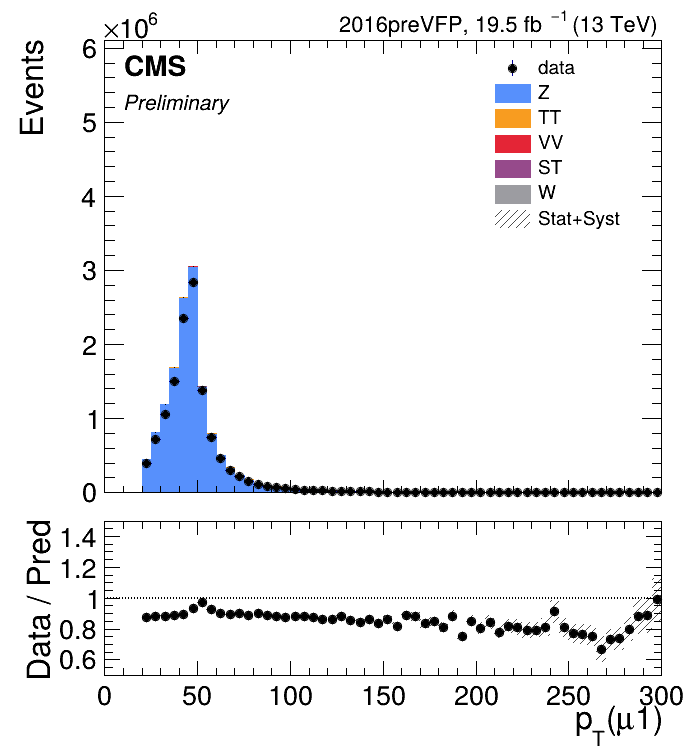 ×10⁶
2016preVFP, 19.5 fb ⁻¹ (13 TeV)
Events
6
5
4
3
2
1
0
CMS
Preliminary
data
Z
TT
VV
ST
W
Stat+Syst
Data / Pred
1.4
1.2
1
0.8
0.6
0 50 100 150 200 250 300
p_T(μ1)